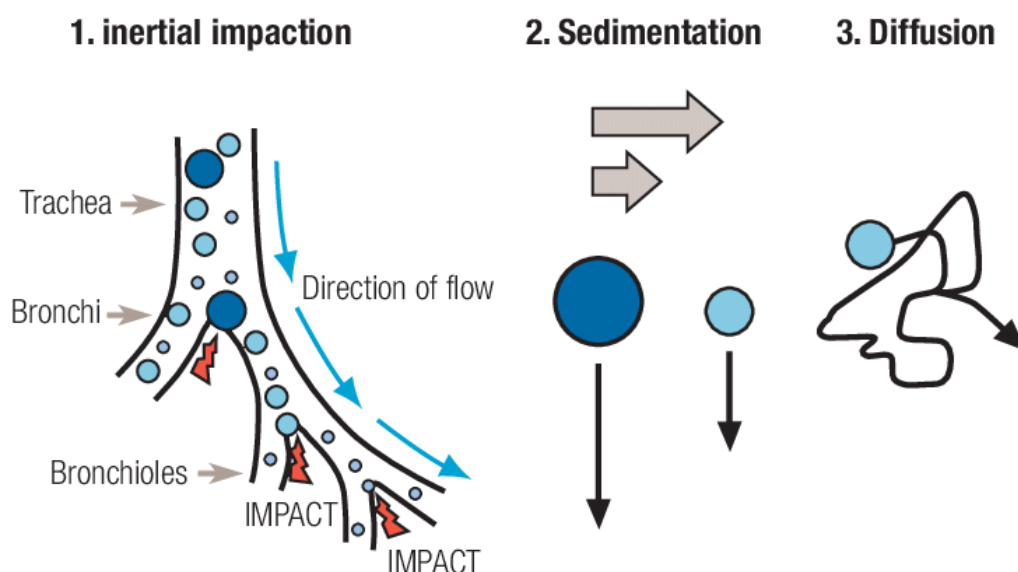 1. inertial impaction
2. Sedimentation
3. Diffusion
Trachea
Direction of flow
Bronchi
Bronchioles
IMPACT
IMPACT